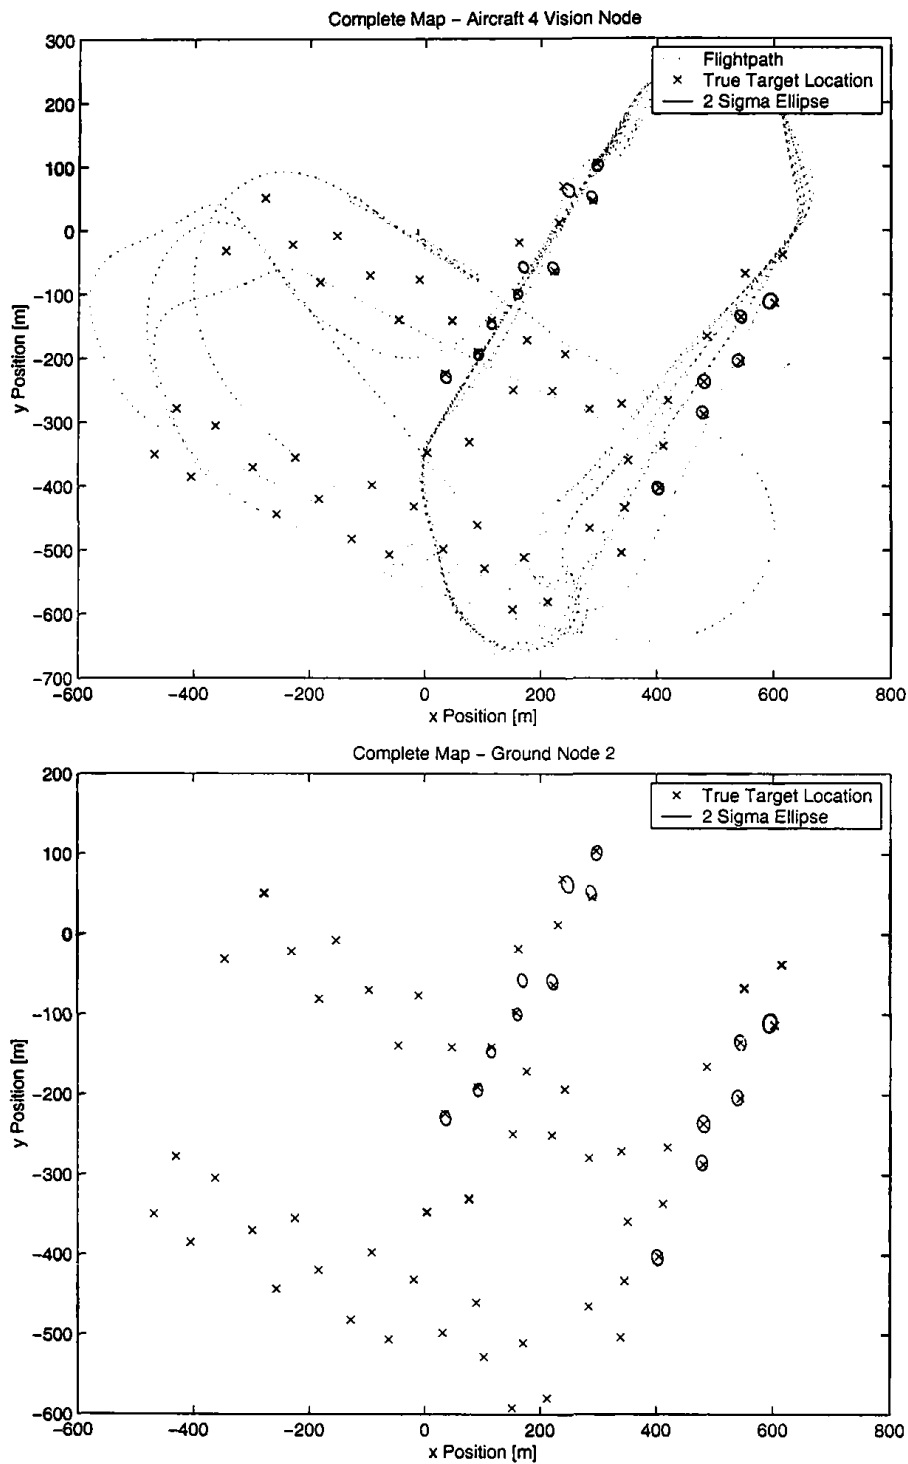 Complete Map – Aircraft 4 Vision Node
300
200
100
0
−100
−200
−300
−400
−500
−600
−700
y Position [m]
Flightpath
True Target Location
2 Sigma Ellipse
−600 −400 −200 0 200 400 600 800
x Position [m]
Complete Map – Ground Node 2
200
100
0
−100
−200
−300
−400
−500
−600
y Position [m]
True Target Location
2 Sigma Ellipse
−600 −400 −200 0 200 400 600 800
x Position [m]